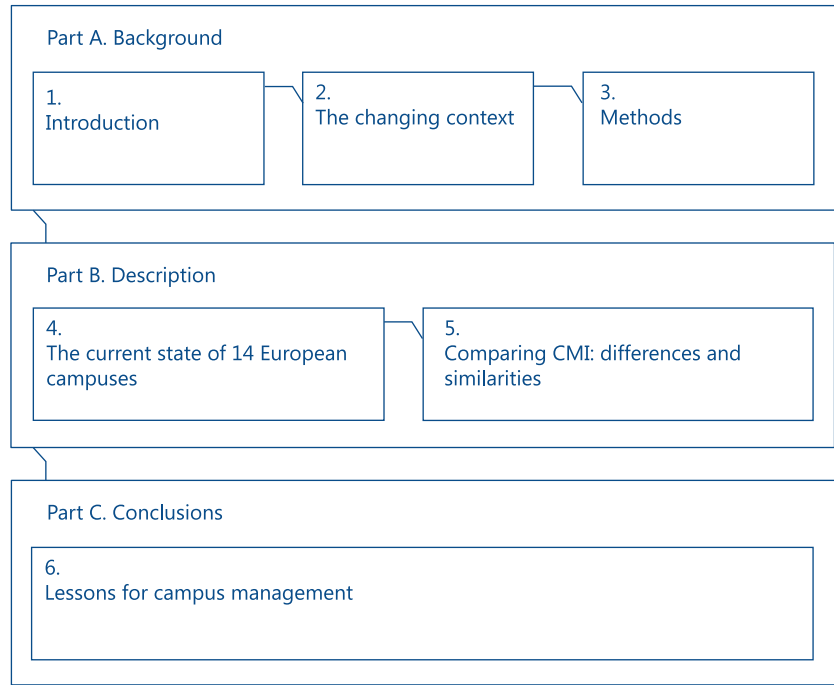 Part A. Background
1.
Introduction
2.
The changing context
3.
Methods
Part B. Description
4.
The current state of 14 European
campuses
5.
Comparing CMI: differences and
similarities
Part C. Conclusions
6.
Lessons for campus management